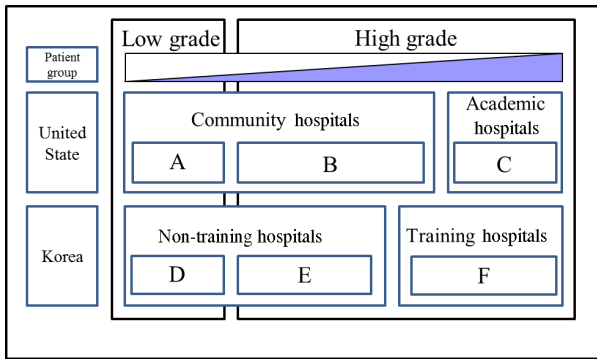 Low grade
High grade
Patient
group
United
State
Community hospitals
Academic
hospitals
A
B
C
Korea
Non-training hospitals
Training hospitals
D
E
F